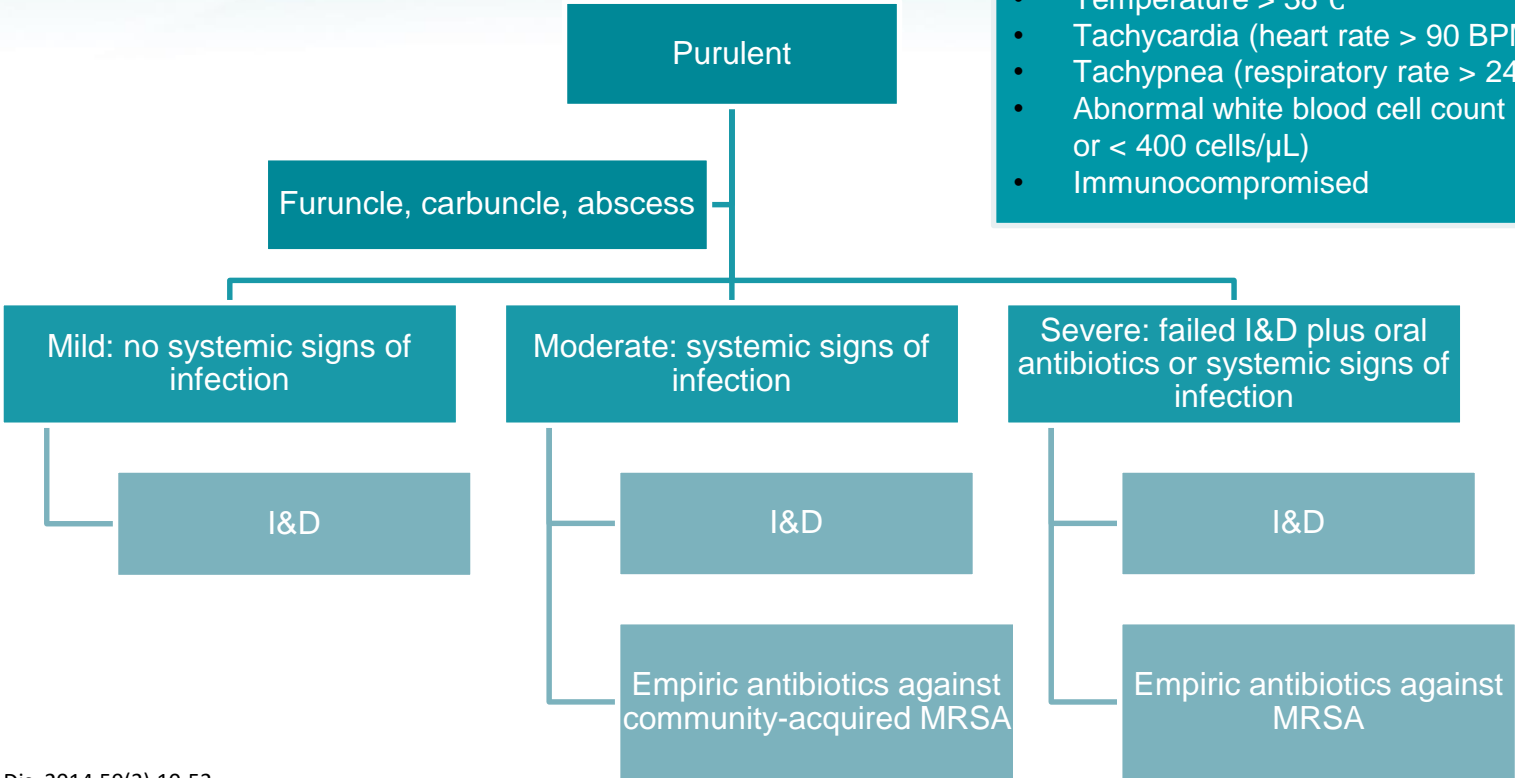 Temperature > 38°C
Tachycardia (heart rate > 90
Tachypnea (respiratory rate > 24
Abnormal white blood cell count
or < 400 cells/µL)
Immunocompromised
Purulent
Furuncle, carbuncle, abscess
Mild: no systemic signs of
infection
Moderate: systemic signs of
infection
Severe: failed I&D plus oral
antibiotics or systemic signs of
infection
I&D
I&D
I&D
Empiric antibiotics against
community-acquired MRSA
Empiric antibiotics against
MRSA